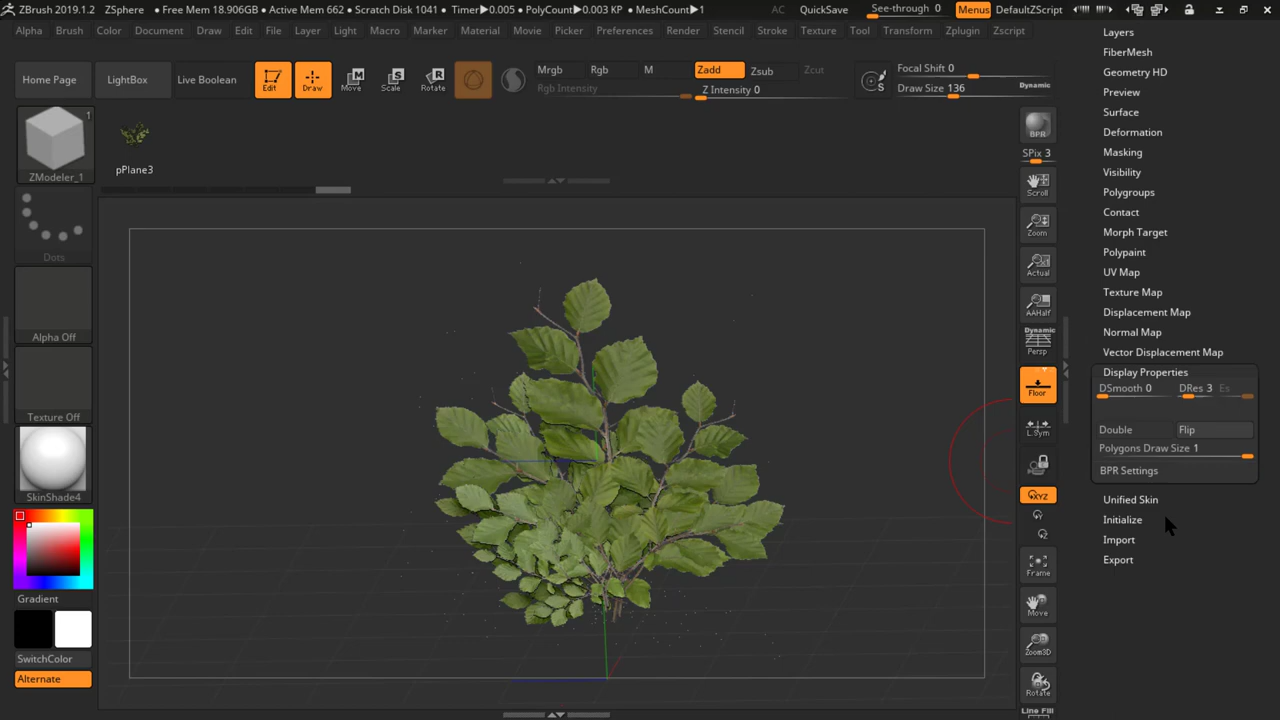 ZBrush 2019.1.2 ZSphere • Free Mem 18.906GB • Active Mem 662 • Scratch Disk 1041 • Timer▶0.005 • PolyCount▶0.003 KP • MeshCount▶1 AC QuickSave See-through 0 Menus DefaultZScript
Alpha Brush Color Document Draw Edit File Layer Light Macro Marker Material Movie Picker Preferences Render Stencil Stroke Texture Tool Transform Zplugin Zscript
Home Page
LightBox
Live Boolean
Edit
Draw
Move
Scale
Rotate
Mrgb
Rgb
M
Zadd
Zsub
Zcut
Rgb Intensity
Z Intensity 0
Focal Shift 0
Draw Size 136
Dynamic
1
ZModeler_1
pPlane3
Dots
Alpha Off
Texture Off
SkinShade4
Gradient
SwitchColor
Alternate
BPR
SPix 3
Scroll
Zoom
Actual
AAHalf
Dynamic
Persp
Floor
L.Sym
XYZ
Y
Z
Frame
Move
Zoom3D
Rotate
Line Fill
Layers
FiberMesh
Geometry HD
Preview
Surface
Deformation
Masking
Visibility
Polygroups
Contact
Morph Target
Polypaint
UV Map
Texture Map
Displacement Map
Normal Map
Vector Displacement Map
Display Properties
DSmooth 0 DRes 3 Es
Double Flip
Polygons Draw Size 1
BPR Settings
Unified Skin
Initialize
Import
Export